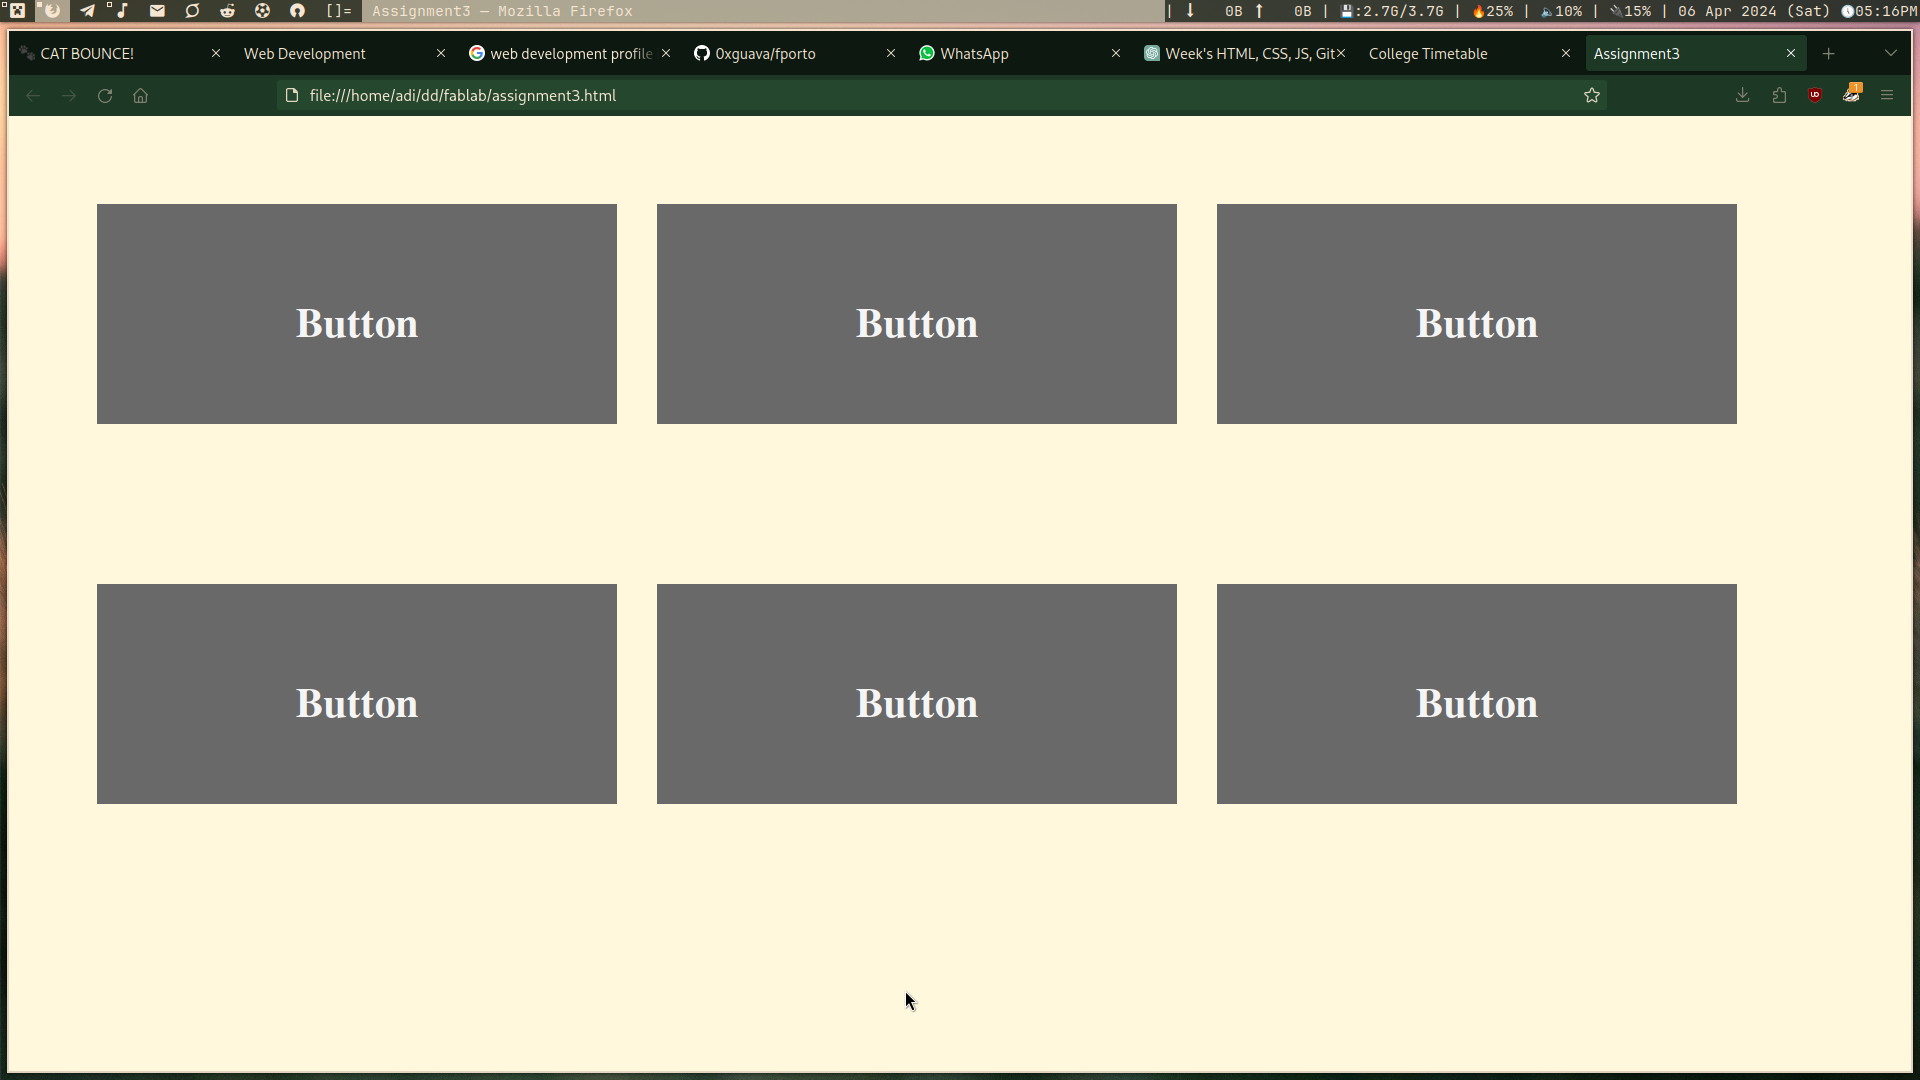 []= Assignment3 — Mozilla Firefox | ↓ 0B ↑ 0B | 💾:2.7G/3.7G | 🔥25% | 🔈10% | 🔌15% | 06 Apr 2024 (Sat) 🕓05:16PM
CAT BOUNCE! Web Development web development profile 0xguava/fporto WhatsApp Week's HTML, CSS, JS, Git College Timetable Assignment3
file:///home/adi/dd/fablab/assignment3.html 1
Button Button Button
Button Button Button